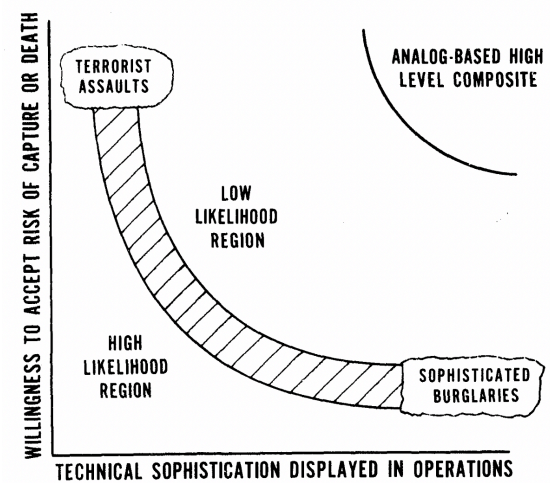 WILLINGNESS TO ACCEPT RISK OF CAPTURE OR DEATH
TERRORIST
ASSAULTS
ANALOG-BASED HIGH
LEVEL COMPOSITE
LOW
LIKELIHOOD
REGION
HIGH
LIKELIHOOD
REGION
SOPHISTICATED
BURGLARIES
TECHNICAL SOPHISTICATION DISPLAYED IN OPERATIONS